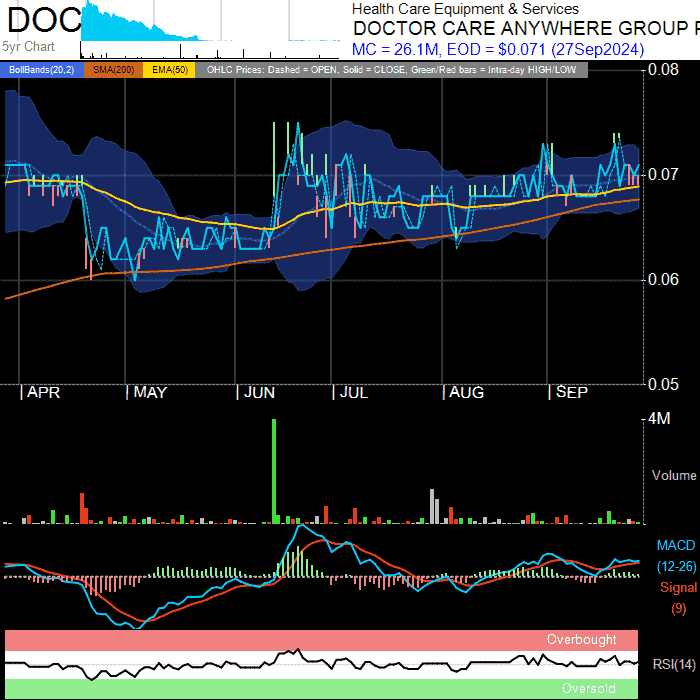 DOC
5yr Chart
Health Care Equipment & Services
DOCTOR CARE ANYWHERE GROUP P
MC = 26.1M, EOD = $0.071 (27Sep2024)
BollBands(20,2) SMA(200) EMA(50) OHLC Prices: Dashed = OPEN, Solid = CLOSE, Green/Red bars = Intra-day HIGH/LOW
0.08
0.07
0.06
0.05
| APR | MAY | JUN | JUL | AUG | SEP
4M
Volume
MACD
(12-26)
Signal
(9)
Overbought
RSI(14)
Oversold